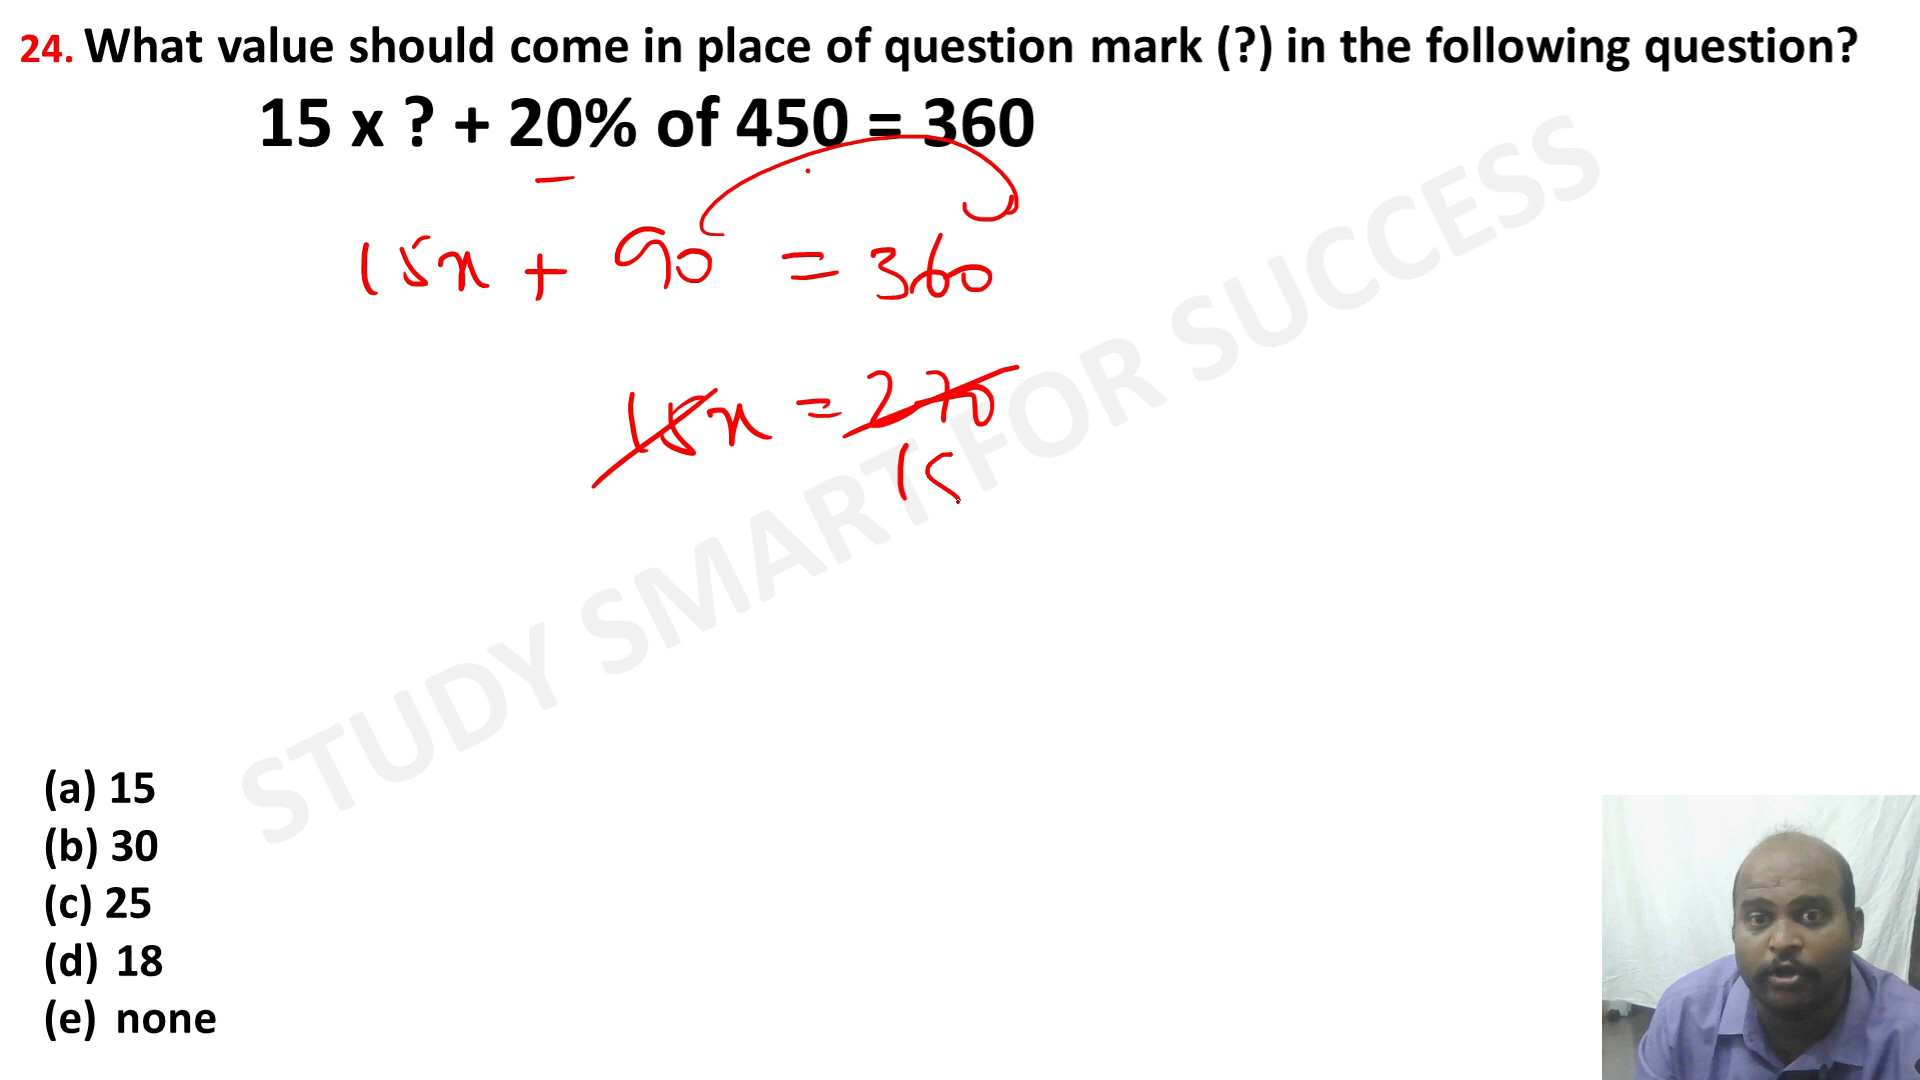 24. What value should come in place of question mark (?) in the following question?
15 x ? + 20% of 450 = 360
15x + 90 = 360
15x = 270
15
STUDY SMART FOR SUCCESS
(a) 15
(b) 30
(c) 25
(d) 18
(e) none